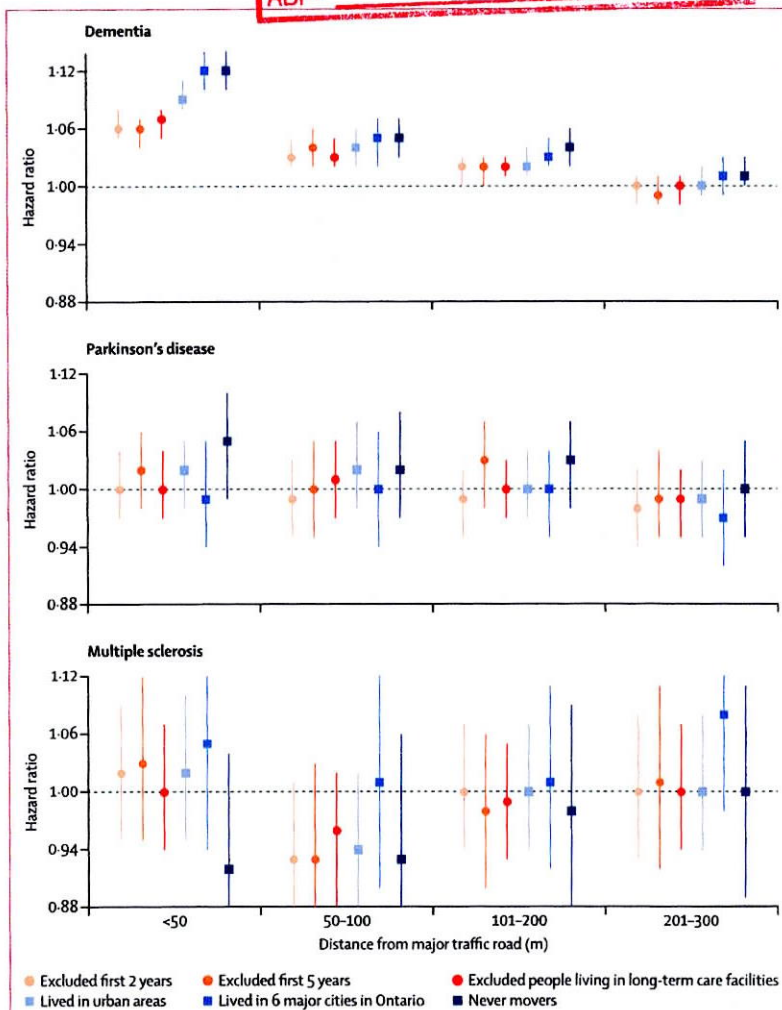 Dementia
1·12
1·06
1·00
0·94
0·88
Hazard ratio
Parkinson's disease
1·12
1·06
1·00
0·94
0·88
Hazard ratio
Multiple sclerosis
1·12
1·06
1·00
0·94
0·88
Hazard ratio
<50 50–100 101–200 201–300
Distance from major traffic road (m)
Excluded first 2 years Excluded first 5 years Excluded people living in long-term care facilities
Lived in urban areas Lived in 6 major cities in Ontario Never movers